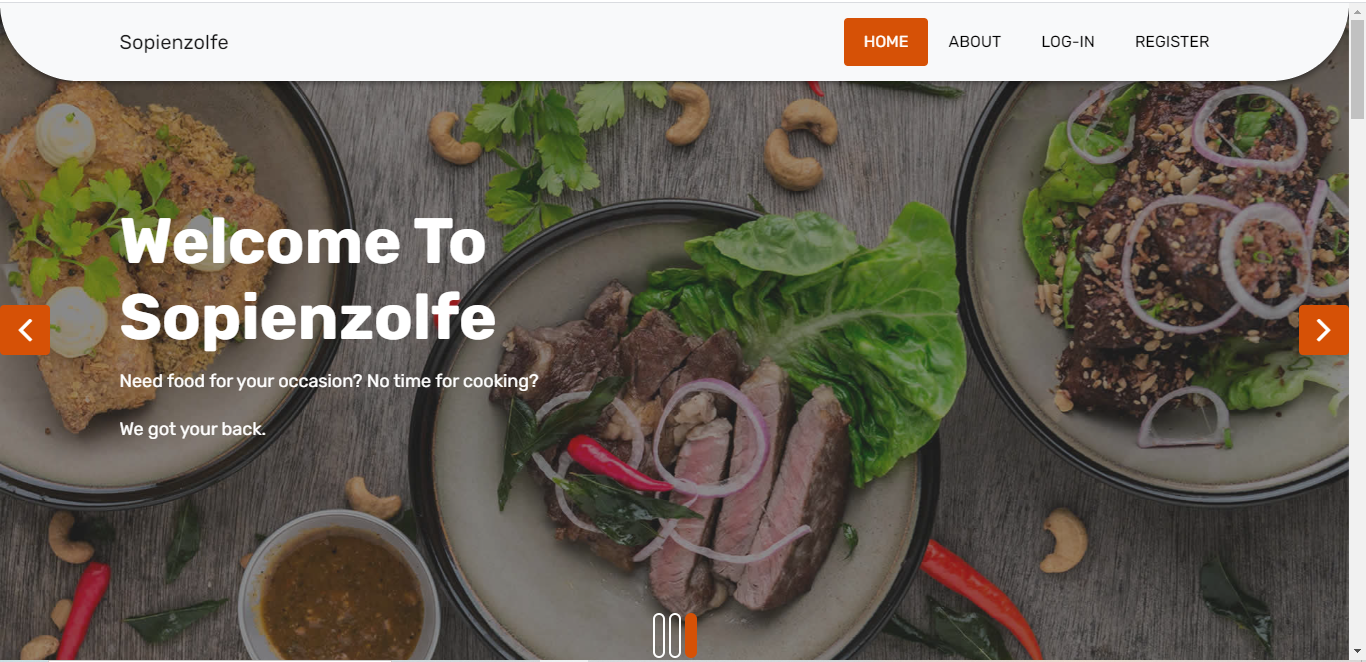 Sopienzolfe
HOME ABOUT LOG-IN REGISTER
Welcome To
Sopienzolfe
Need food for your occasion? No time for cooking?
We got your back.